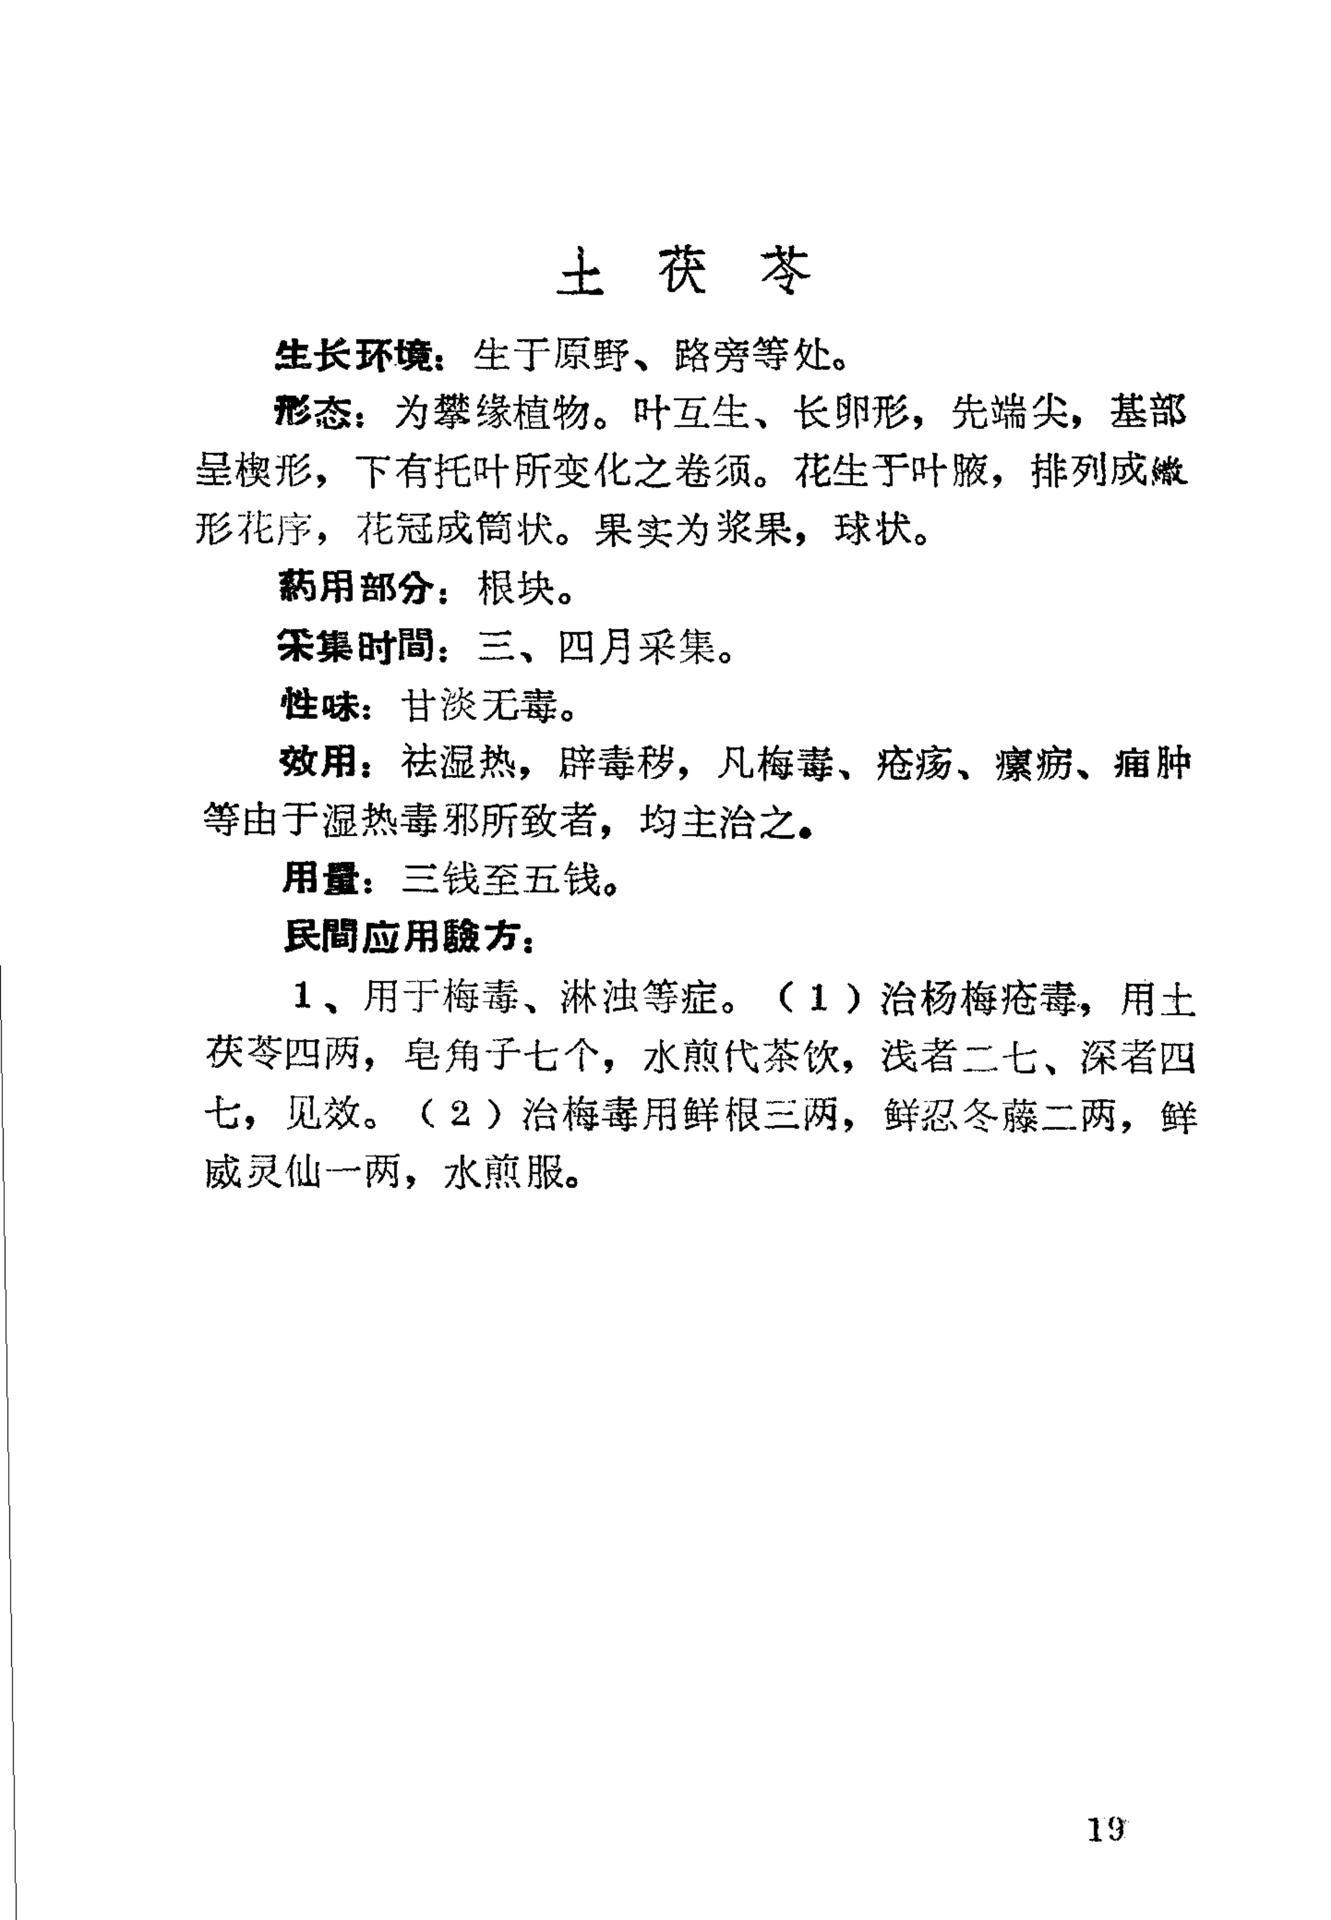 土茯苓
生长环境：生于原野、路旁等处。
形态：为攀缘植物。叶互生、长卵形，先端尖，基部
呈楔形，下有托叶所变化之卷须。花生于叶腋，排列成繖
形花序，花冠成筒状。果实为浆果，球状。
药用部分：根块。
采集时間：三、四月采集。
性味：甘淡无毒。
效用：祛湿热，辟毒秽，凡梅毒、疮疡、瘰疬、痈肿
等由于湿热毒邪所致者，均主治之。
用量：三钱至五钱。
民間应用驗方：
1、用于梅毒、淋浊等症。（1）治杨梅疮毒，用土
茯苓四两，皂角子七个，水煎代茶饮，浅者二七、深者四
七，见效。（2）治梅毒用鲜根三两，鲜忍冬藤二两，鲜
威灵仙一两，水煎服。
19